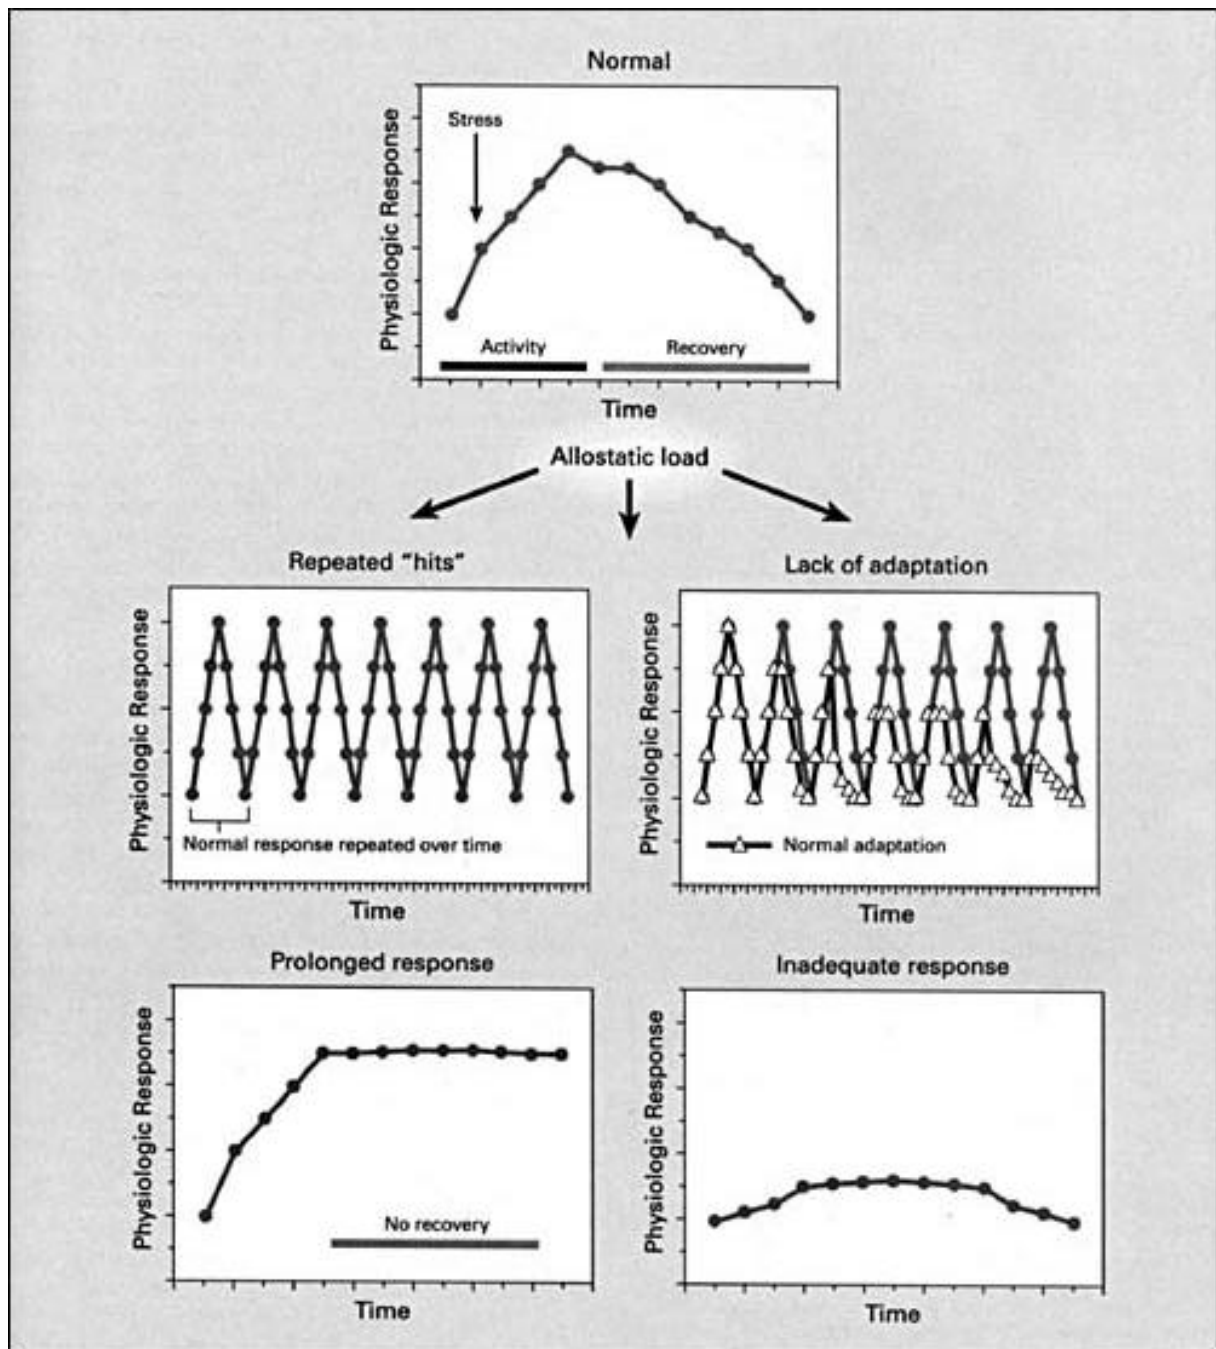 Normal
Physiologic Response
Stress
Activity
Recovery
Time
Allostatic load
Repeated "hits"
Physiologic Response
Normal response repeated over time
Time
Lack of adaptation
Physiologic Response
Normal adaptation
Time
Prolonged response
Physiologic Response
No recovery
Time
Inadequate response
Physiologic Response
Time